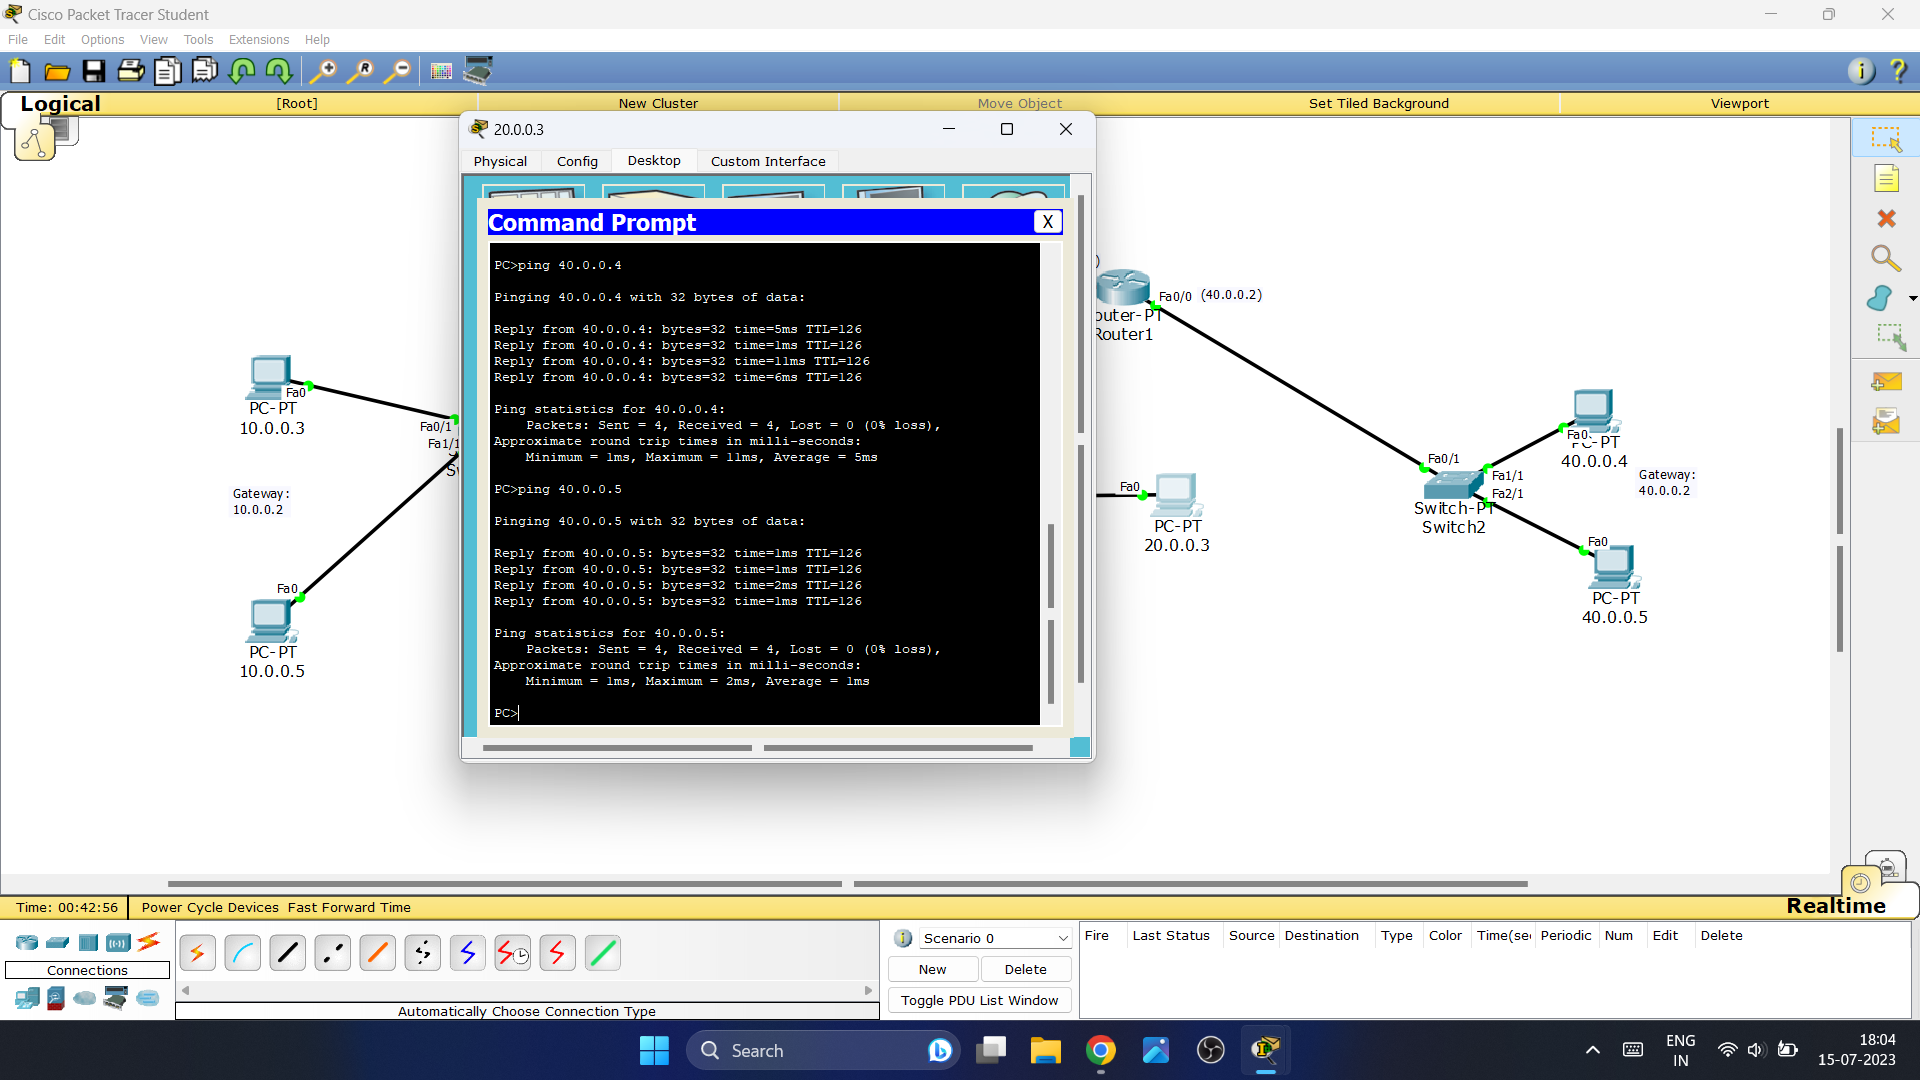 Cisco Packet Tracer Student
File Edit Options View Tools Extensions Help
Logical [Root] New Cluster Move Object Set Tiled Background Viewport
20.0.0.3
Physical Config Desktop Custom Interface
Command Prompt X
PC>ping 40.0.0.4
Pinging 40.0.0.4 with 32 bytes of data:
Reply from 40.0.0.4: bytes=32 time=5ms TTL=126
Reply from 40.0.0.4: bytes=32 time=1ms TTL=126
Reply from 40.0.0.4: bytes=32 time=11ms TTL=126
Reply from 40.0.0.4: bytes=32 time=6ms TTL=126
Ping statistics for 40.0.0.4:
Packets: Sent = 4, Received = 4, Lost = 0 (0% loss),
Approximate round trip times in milli-seconds:
Minimum = 1ms, Maximum = 11ms, Average = 5ms
PC>ping 40.0.0.5
Pinging 40.0.0.5 with 32 bytes of data:
Reply from 40.0.0.5: bytes=32 time=1ms TTL=126
Reply from 40.0.0.5: bytes=32 time=1ms TTL=126
Reply from 40.0.0.5: bytes=32 time=2ms TTL=126
Reply from 40.0.0.5: bytes=32 time=1ms TTL=126
Ping statistics for 40.0.0.5:
Packets: Sent = 4, Received = 4, Lost = 0 (0% loss),
Approximate round trip times in milli-seconds:
Minimum = 1ms, Maximum = 2ms, Average = 1ms
PC>
Fa0
PC-PT
10.0.0.3
Fa0/1
Fa1/1
Gateway:
10.0.0.2
Fa0
PC-PT
10.0.0.5
)
Fa0/0 (40.0.0.2)
outer-PT
Router1
Fa0
PC-PT
20.0.0.3
Fa0/1
Fa1/1
Fa2/1
Switch-PT
Switch2
Fa0
PC-PT
40.0.0.4
Gateway:
40.0.0.2
Fa0
PC-PT
40.0.0.5
Time: 00:42:56 Power Cycle Devices Fast Forward Time
Realtime
Connections
Automatically Choose Connection Type
Scenario 0
New Delete
Toggle PDU List Window
Fire Last Status Source Destination Type Color Time(sec Periodic Num Edit Delete
Search
ENG
IN
18:04
15-07-2023